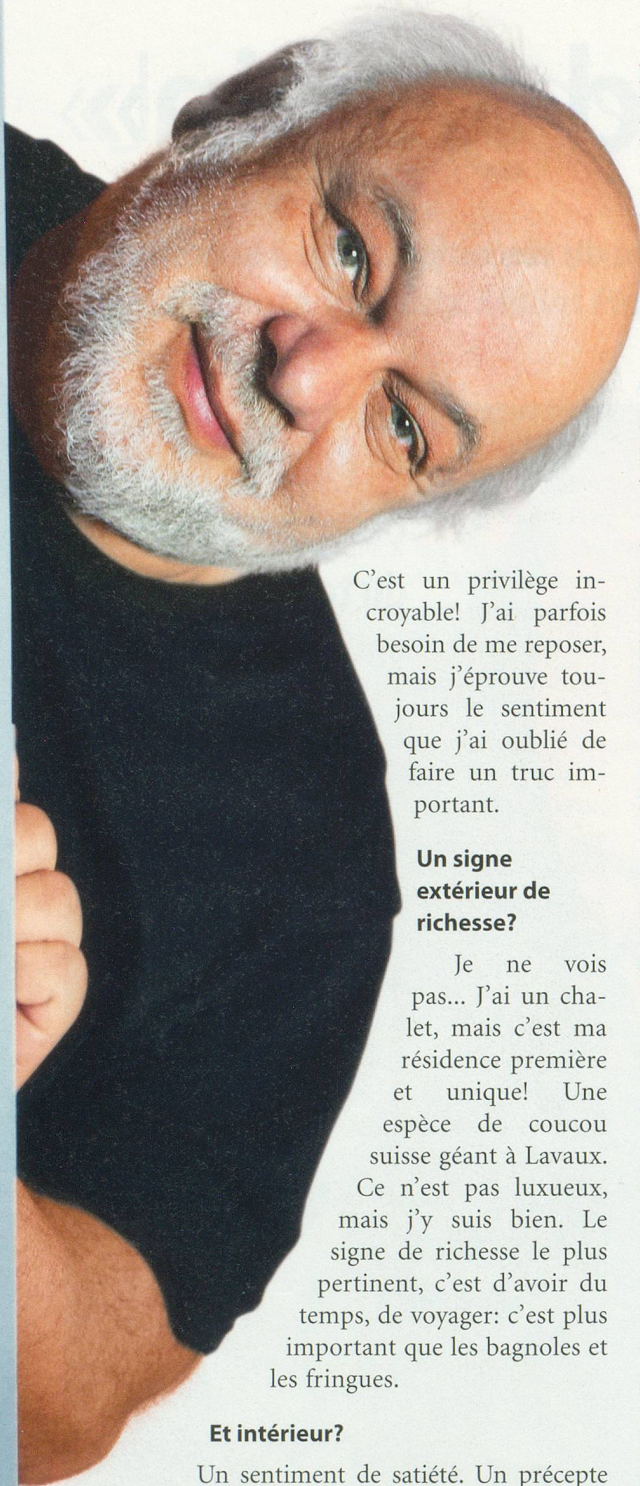 C'est un privilège in-
croyable! J'ai parfois
besoin de me reposer,
mais j'éprouve tou-
jours le sentiment
que j'ai oublié de
faire un truc im-
portant.
Un signe
extérieur de
richesse?
Je ne vois
pas... J'ai un cha-
let, mais c'est ma
résidence première
et unique! Une
espèce de coucou
suisse géant à Lavaux.
Ce n'est pas luxueux,
mais j'y suis bien. Le
signe de richesse le plus
pertinent, c'est d'avoir du
temps, de voyager: c'est plus
important que les bagnoles et
les fringues.
Et intérieur?
Un sentiment de satiété. Un précepte